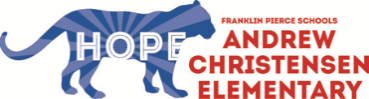 HOPE
FRANKLIN PIERCE SCHOOLS
ANDREW
CHRISTENSEN
ELEMENTARY